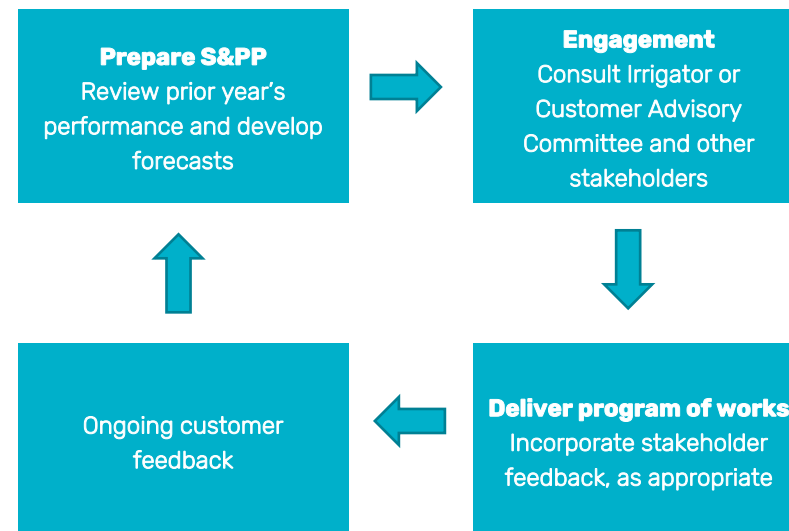 Prepare S&PP
Review prior year's
performance and develop
forecasts
Engagement
Consult Irrigator or
Customer Advisory
Committee and other
stakeholders
Deliver program of works
Incorporate stakeholder
feedback, as appropriate
Ongoing customer
feedback